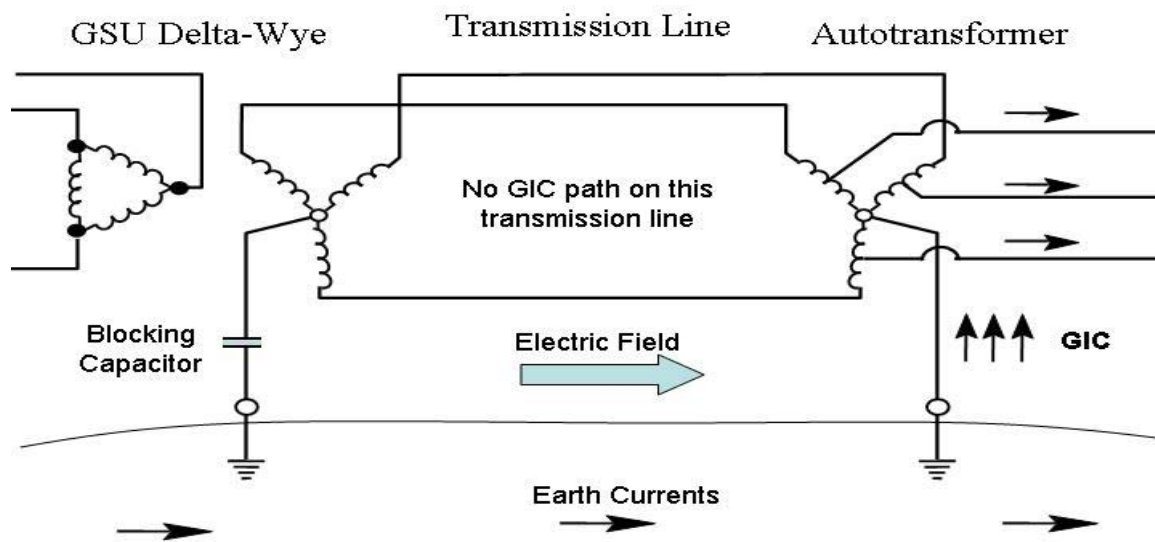 GSU Delta-Wye
Transmission Line
Autotransformer
No GIC path on this
transmission line
Blocking
Capacitor
Electric Field
GIC
Earth Currents